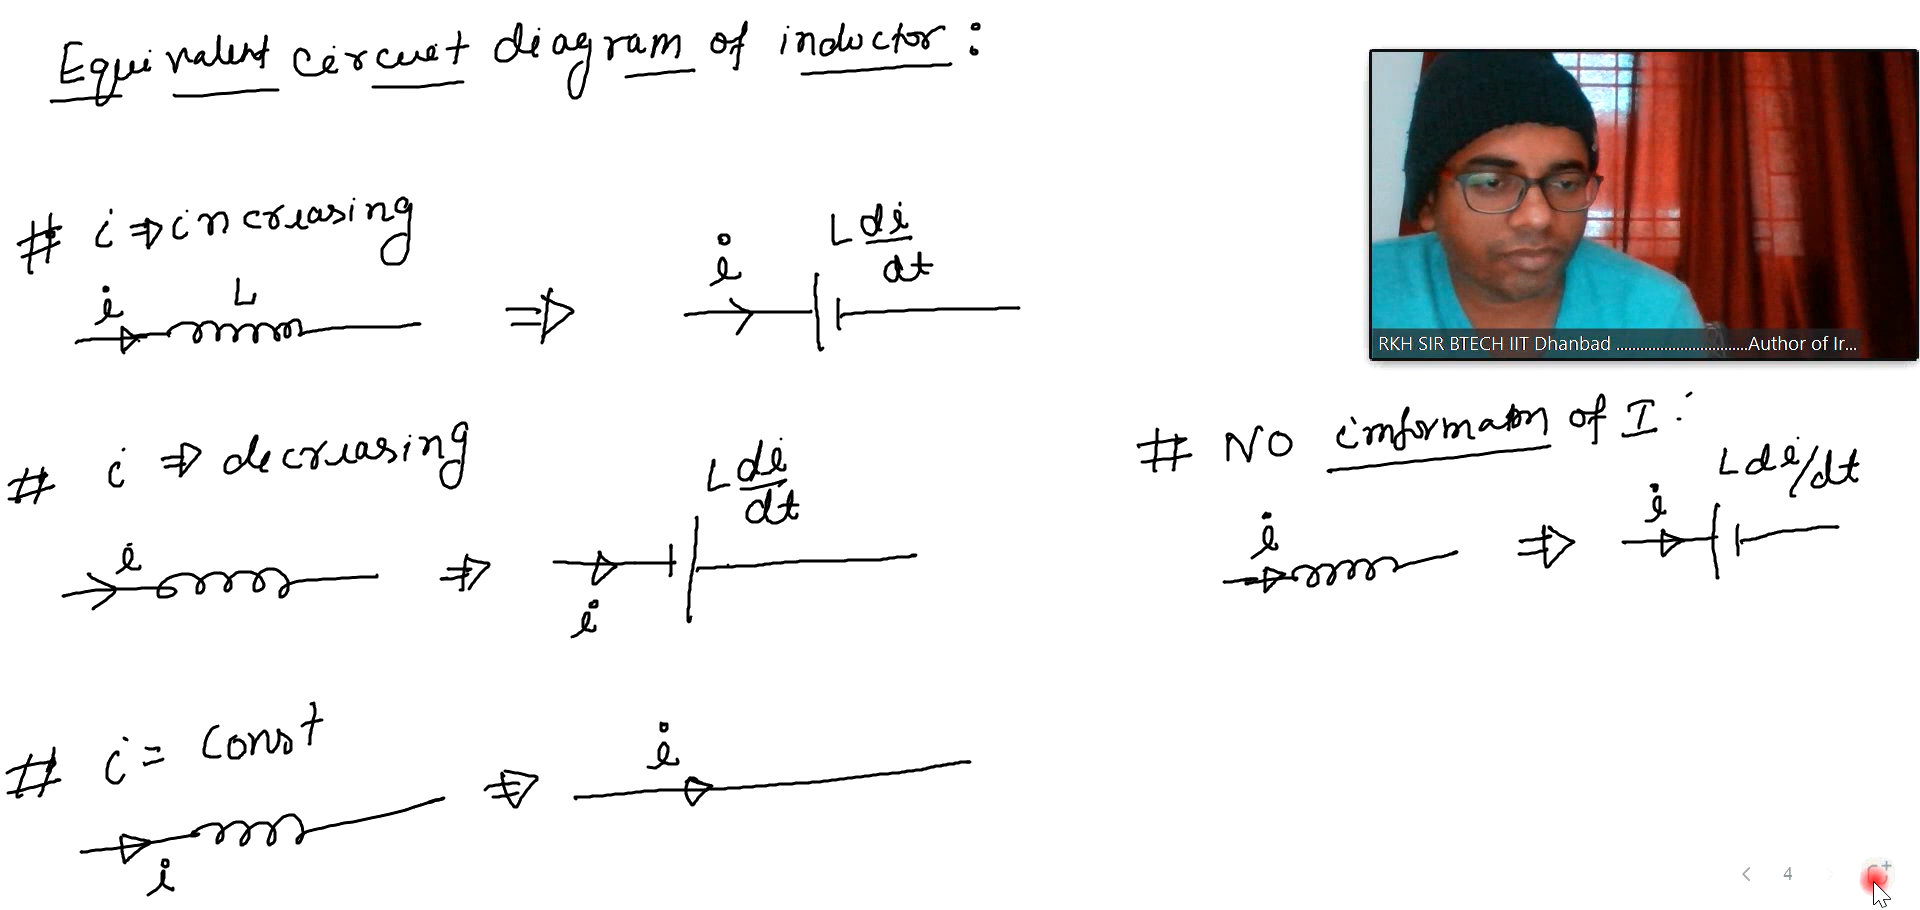 Equivalent circuit diagram of inductor :
# i ⇒ increasing
i L ⇒ i L di/dt
# i ⇒ decreasing
i ⇒ i L di/dt
# i = const
i ⇒ i
RKH SIR BTECH IIT Dhanbad ................................Author of Ir...
# NO information of I :
i ⇒ i L di/dt
4